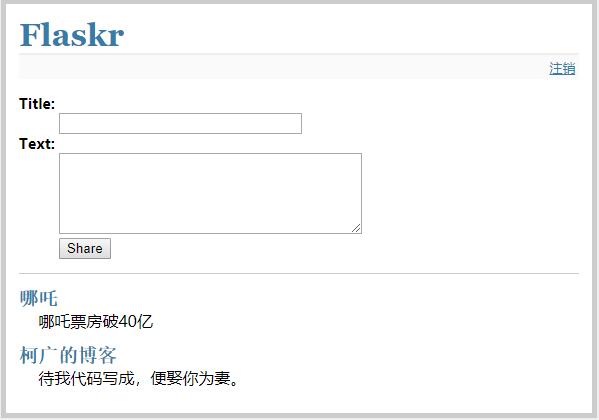 Flaskr
注销
Title:
Text:
Share
哪吒
哪吒票房破40亿
柯广的博客
待我代码写成，便娶你为妻。